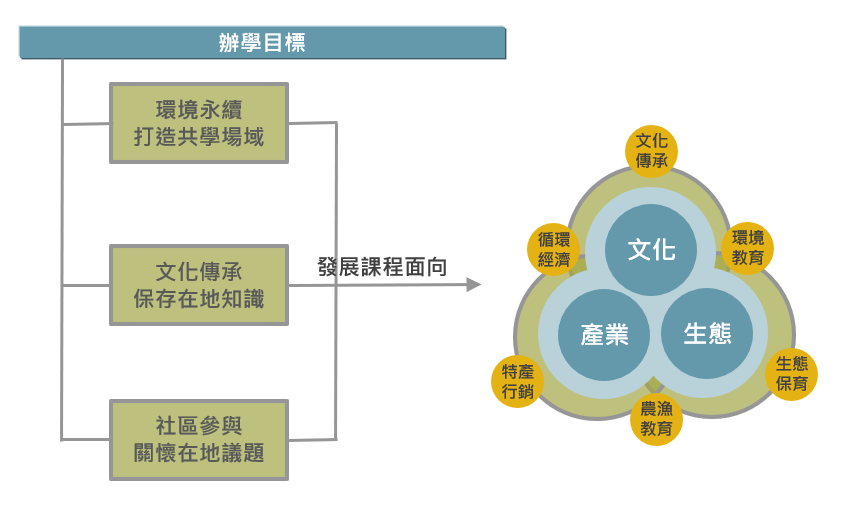 辦學目標
環境永續
打造共學場域
文化傳承
保存在地知識
社區參與
關懷在地議題
發展課程面向
文化
傳承
循環
經濟
文化
環境
教育
產業
生態
特產
行銷
農漁
教育
生態
保育